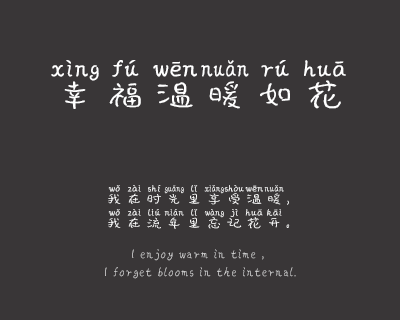 xìng fú wēnnuǎn rú huā
幸福温暖如花
wǒ zài shí guāng lǐ xiǎngshòu wēnnuǎn
我在时光里享受温暖，
wǒ zài liú nián lǐ wàng jì huā kāi
我在流年里忘记花开。
I enjoy warm in time ,
I forget blooms in the internal.